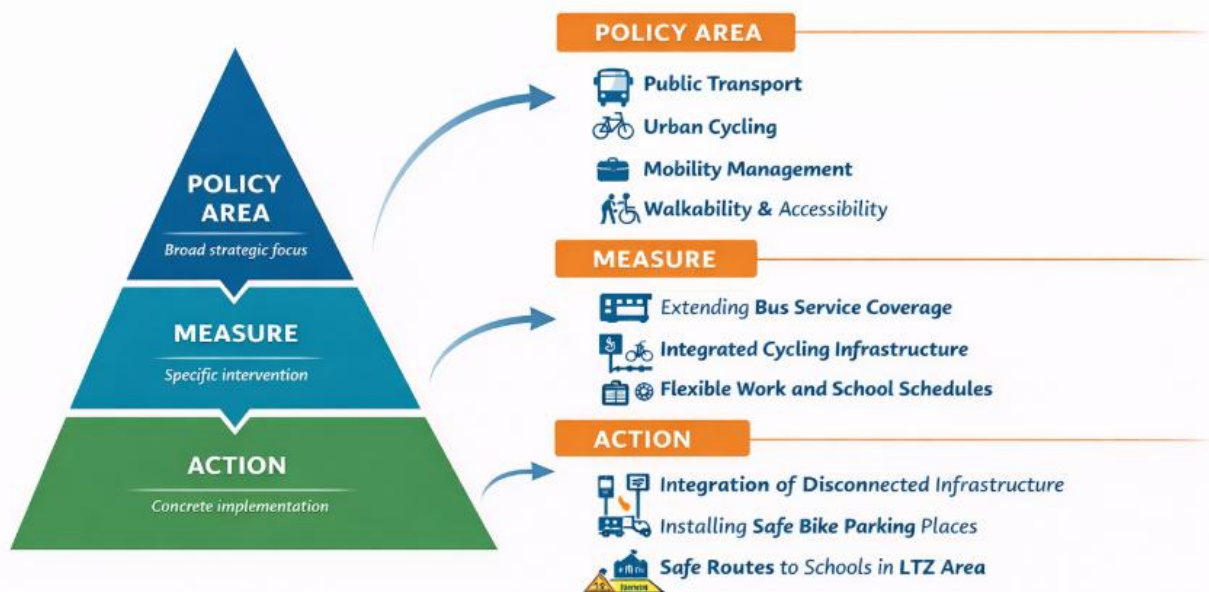 POLICY AREA
Broad strategic focus
MEASURE
Specific intervention
ACTION
Concrete implementation
POLICY AREA
Public Transport
Urban Cycling
Mobility Management
Walkability & Accessibility
MEASURE
Extending Bus Service Coverage
Integrated Cycling Infrastructure
Flexible Work and School Schedules
ACTION
Integration of Disconnected Infrastructure
Installing Safe Bike Parking Places
Safe Routes to Schools in LTZ Area